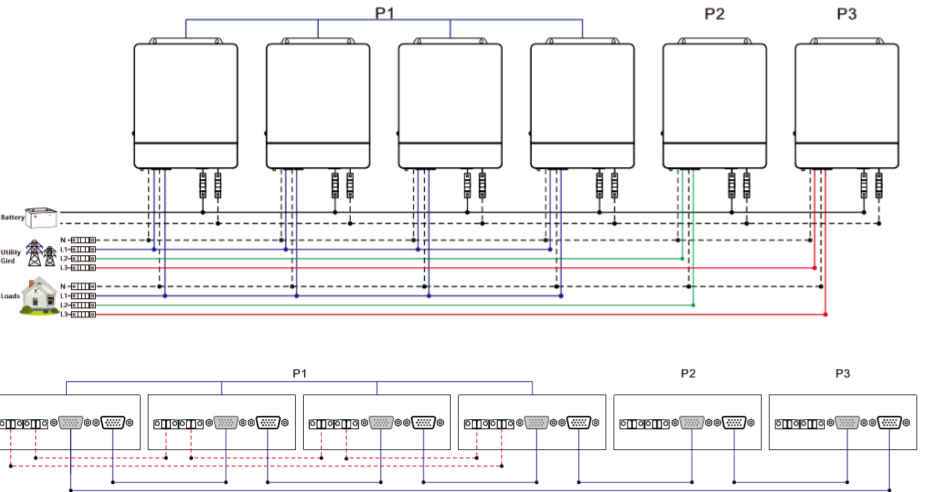 P1 P2 P3
Battery
Utility
Gird
N
L1
L2
L3
Loads
N
L1
L2
L3
P1 P2 P3